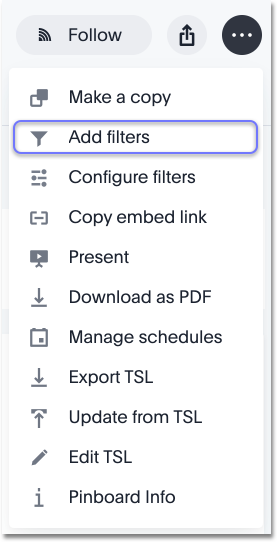 Follow
Make a copy
Add filters
Configure filters
Copy embed link
Present
Download as PDF
Manage schedules
Export TSL
Update from TSL
Edit TSL
Pinboard Info